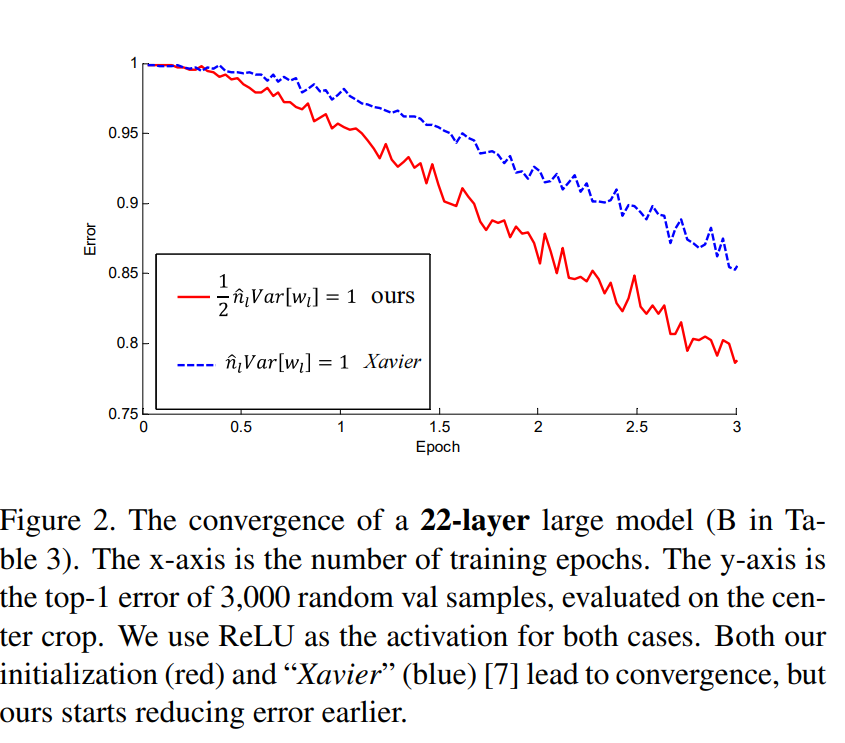 1
0.95
0.9
0.85
0.8
0.75
Error
1/2 n̂ₗVar[wₗ] = 1 ours
n̂ₗVar[wₗ] = 1 Xavier
0 0.5 1 1.5 2 2.5 3
Epoch
Figure 2. The convergence of a 22-layer large model (B in Ta-
ble 3). The x-axis is the number of training epochs. The y-axis is
the top-1 error of 3,000 random val samples, evaluated on the cen-
ter crop. We use ReLU as the activation for both cases. Both our
initialization (red) and “Xavier” (blue) [7] lead to convergence, but
ours starts reducing error earlier.